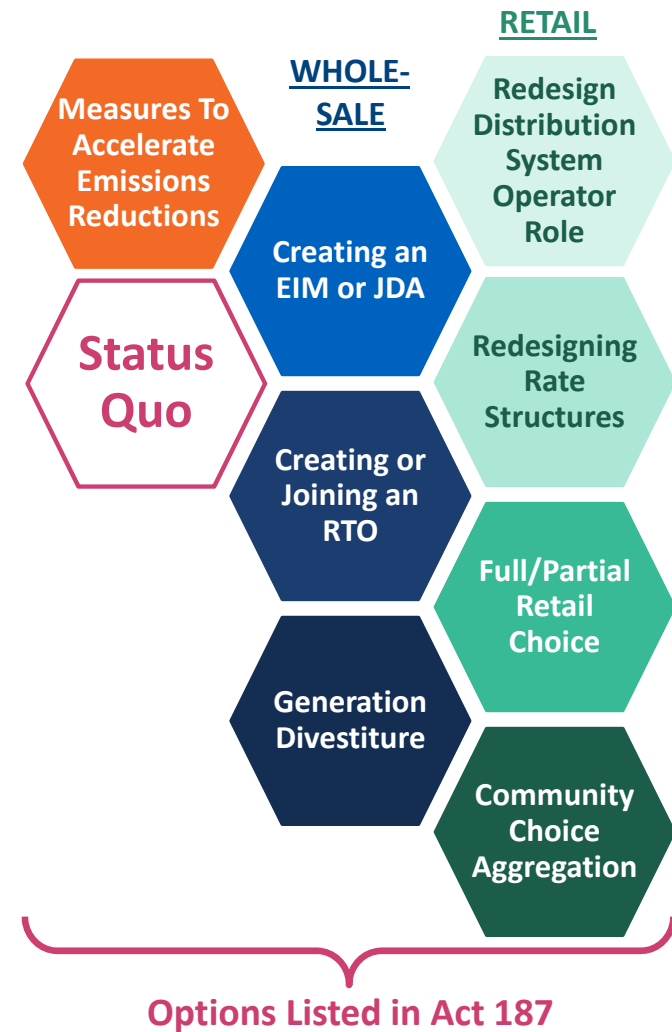 Measures To
Accelerate
Emissions
Reductions
Status
Quo
WHOLE-
SALE
Creating an
EIM or JDA
Creating or
Joining an
RTO
Generation
Divestiture
RETAIL
Redesign
Distribution
System
Operator
Role
Redesigning
Rate
Structures
Full/Partial
Retail
Choice
Community
Choice
Aggregation
Options Listed in Act 187